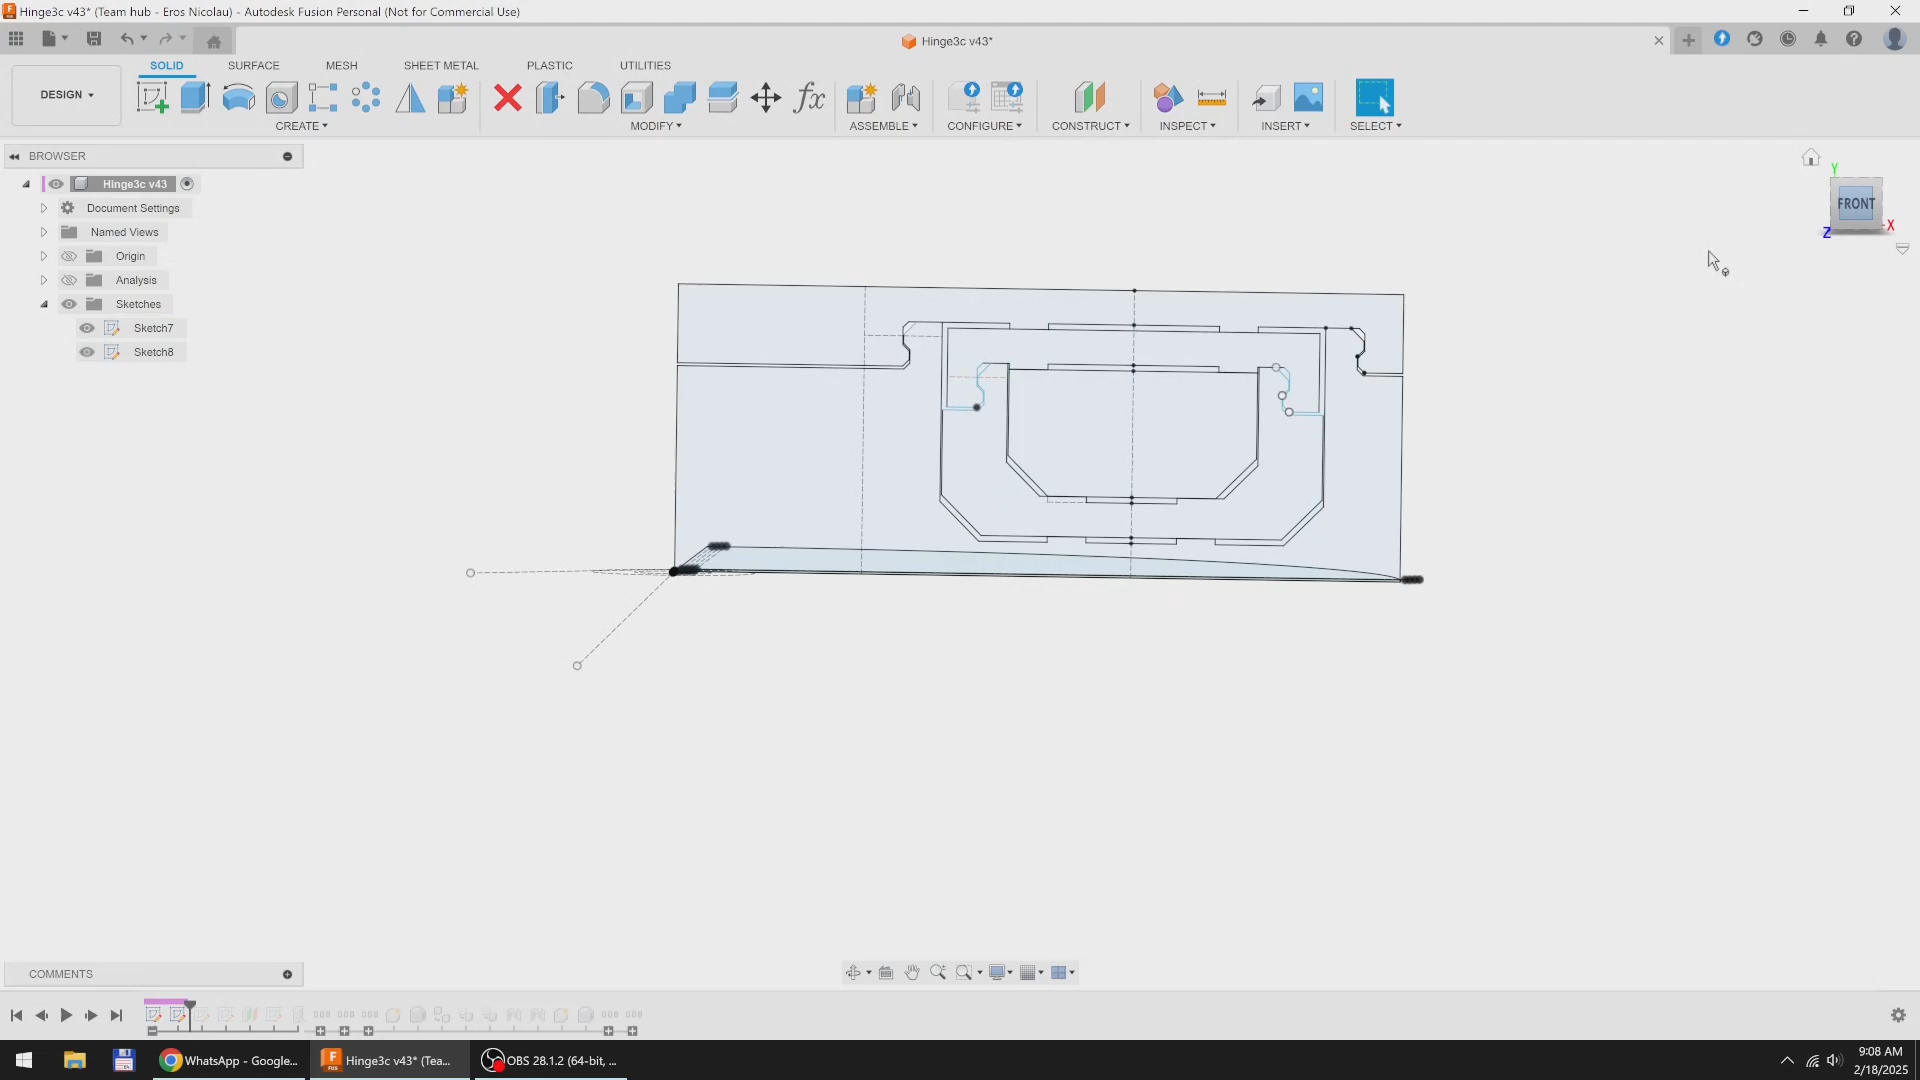 Hinge3c v43* (Team hub - Eros Nicolau) - Autodesk Fusion Personal (Not for Commercial Use)
Hinge3c v43*
SOLID SURFACE MESH SHEET METAL PLASTIC UTILITIES
DESIGN
CREATE MODIFY ASSEMBLE CONFIGURE CONSTRUCT INSPECT INSERT SELECT
fx
BROWSER
Hinge3c v43
Document Settings
Named Views
Origin
Analysis
Sketches
Sketch7
Sketch8
Y
FRONT
X
Z
COMMENTS
WhatsApp - Google...
Hinge3c v43* (Tea...
OBS 28.1.2 (64-bit, ...
9:08 AM
2/18/2025